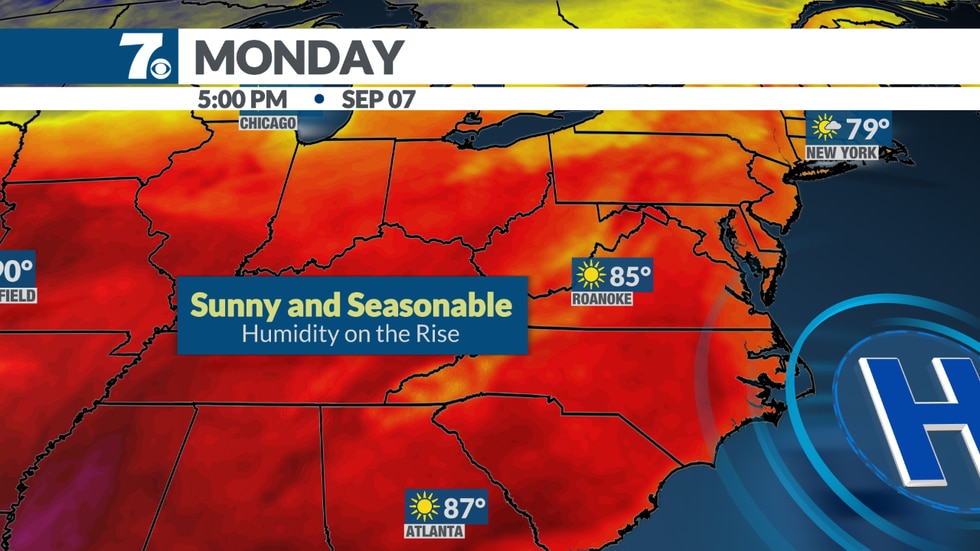 7 MONDAY
5:00 PM • SEP 07
CHICAGO
79°
NEW YORK
90°
FIELD
85°
ROANOKE
Sunny and Seasonable
Humidity on the Rise
H
87°
ATLANTA